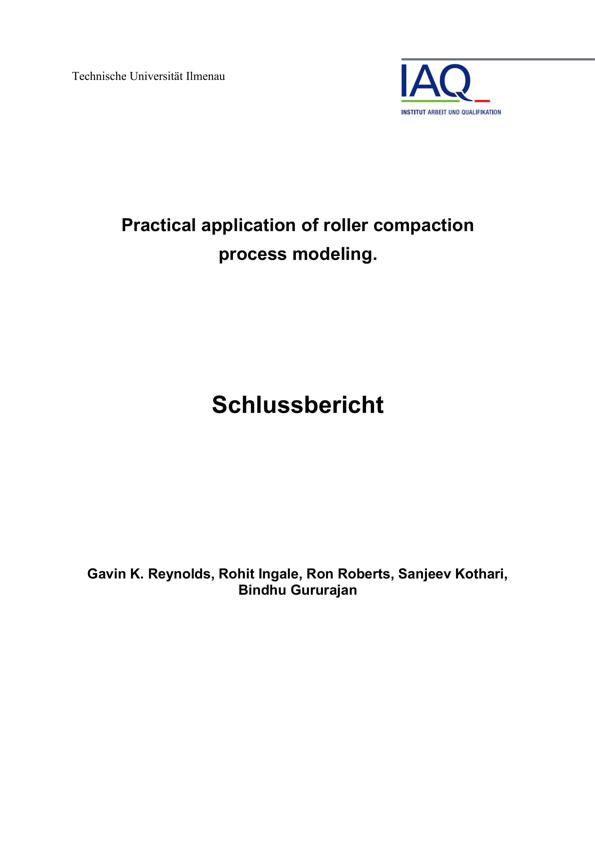 Technische Universität Ilmenau
IAQ
INSTITUT ARBEIT UND QUALIFIKATION
Practical application of roller compaction
process modeling.
Schlussbericht
Gavin K. Reynolds, Rohit Ingale, Ron Roberts, Sanjeev Kothari,
Bindhu Gururajan